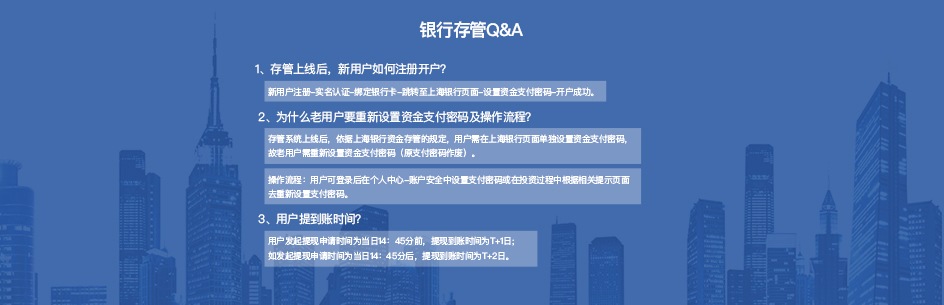 银行存管Q&A
1、存管上线后，新用户如何注册开户？
新用户注册–实名认证–绑定银行卡–跳转至上海银行页面–设置资金支付密码–开户成功。
2、为什么老用户要重新设置资金支付密码及操作流程？
存管系统上线后，依据上海银行资金存管的规定，用户需在上海银行页面单独设置资金支付密码，
故老用户需重新设置资金支付密码（原支付密码作废）。
操作流程：用户可登录后在个人中心–账户安全中设置支付密码或在投资过程中根据相关提示页面
去重新设置支付密码。
3、用户提到账时间？
用户发起提现申请时间为当日14：45分前，提现到账时间为T+1日；
如发起提现申请时间为当日14：45分后，提现到账时间为T+2日。